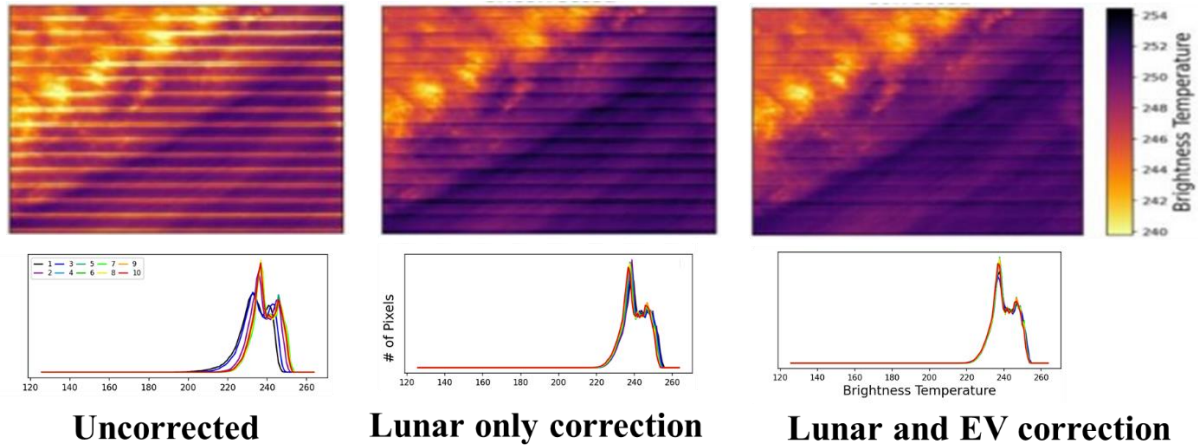 254
252
250
248
246
244
242
240
Brightness Temperature
1 3 5 7 9
2 4 6 8 10
120 140 160 180 200 220 240 260
# of Pixels
120 140 160 180 200 220 240 260
120 140 160 180 200 220 240 260
Brightness Temperature
Uncorrected
Lunar only correction
Lunar and EV correction